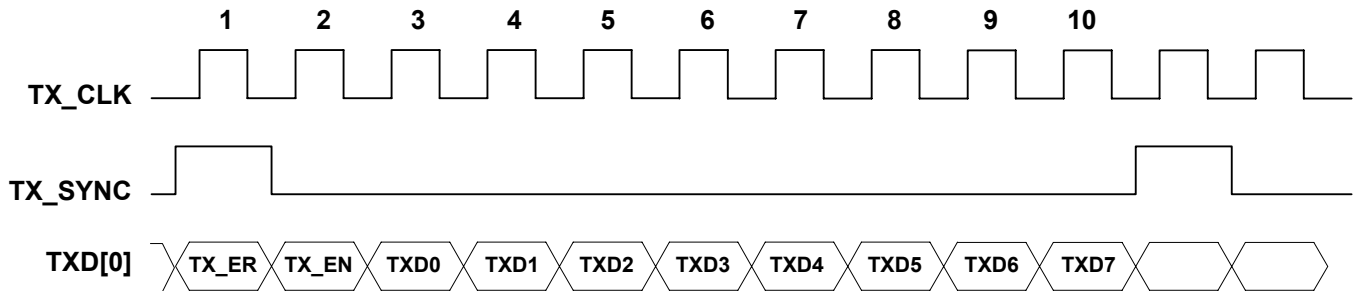 1 2 3 4 5 6 7 8 9 10
TX_CLK
TX_SYNC
TXD[0] TX_ER TX_EN TXD0 TXD1 TXD2 TXD3 TXD4 TXD5 TXD6 TXD7